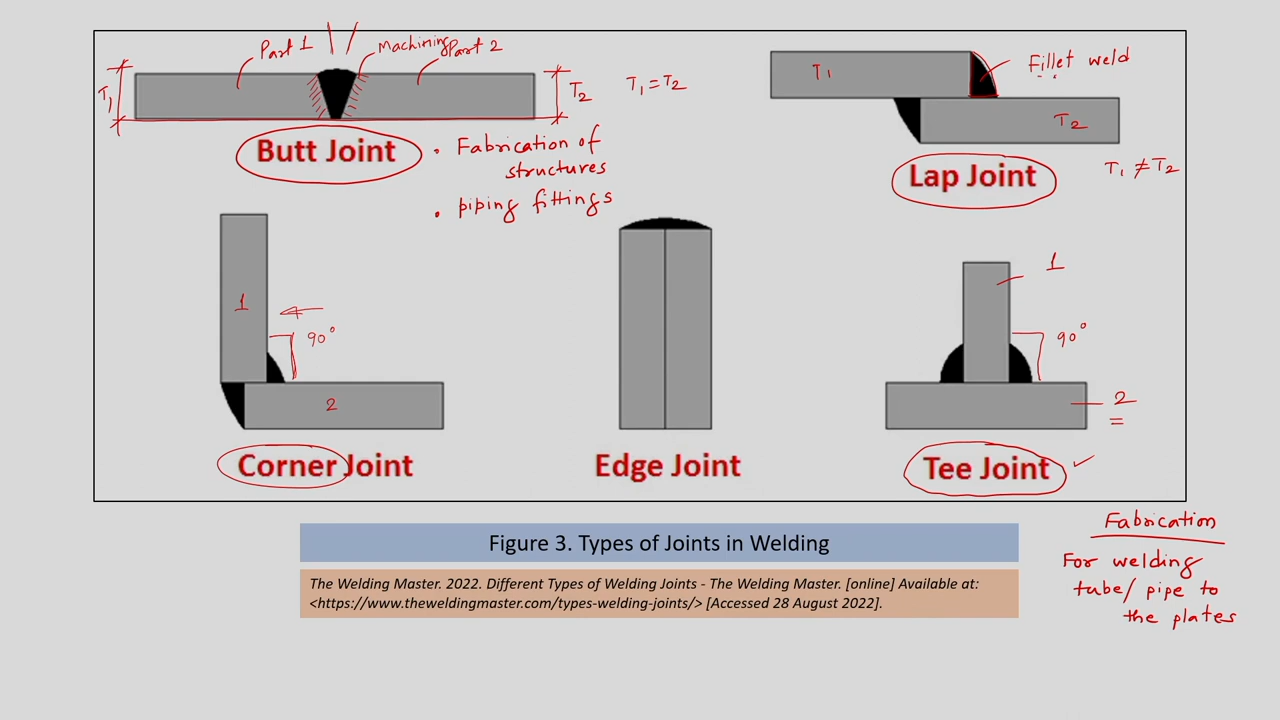 Part 1
Machining
Part 2
T1
T2
T1 = T2
Butt Joint
• Fabrication of
structures
• piping fittings
T1
Fillet weld
T2
Lap Joint
T1 ≠ T2
1
90°
2
Corner Joint
Edge Joint
1
90°
2
=
Tee Joint ✓
Fabrication
For welding
tube/ pipe to
the plates
Figure 3. Types of Joints in Welding
The Welding Master. 2022. Different Types of Welding Joints - The Welding Master. [online] Available at:
<https://www.theweldingmaster.com/types-welding-joints/> [Accessed 28 August 2022].